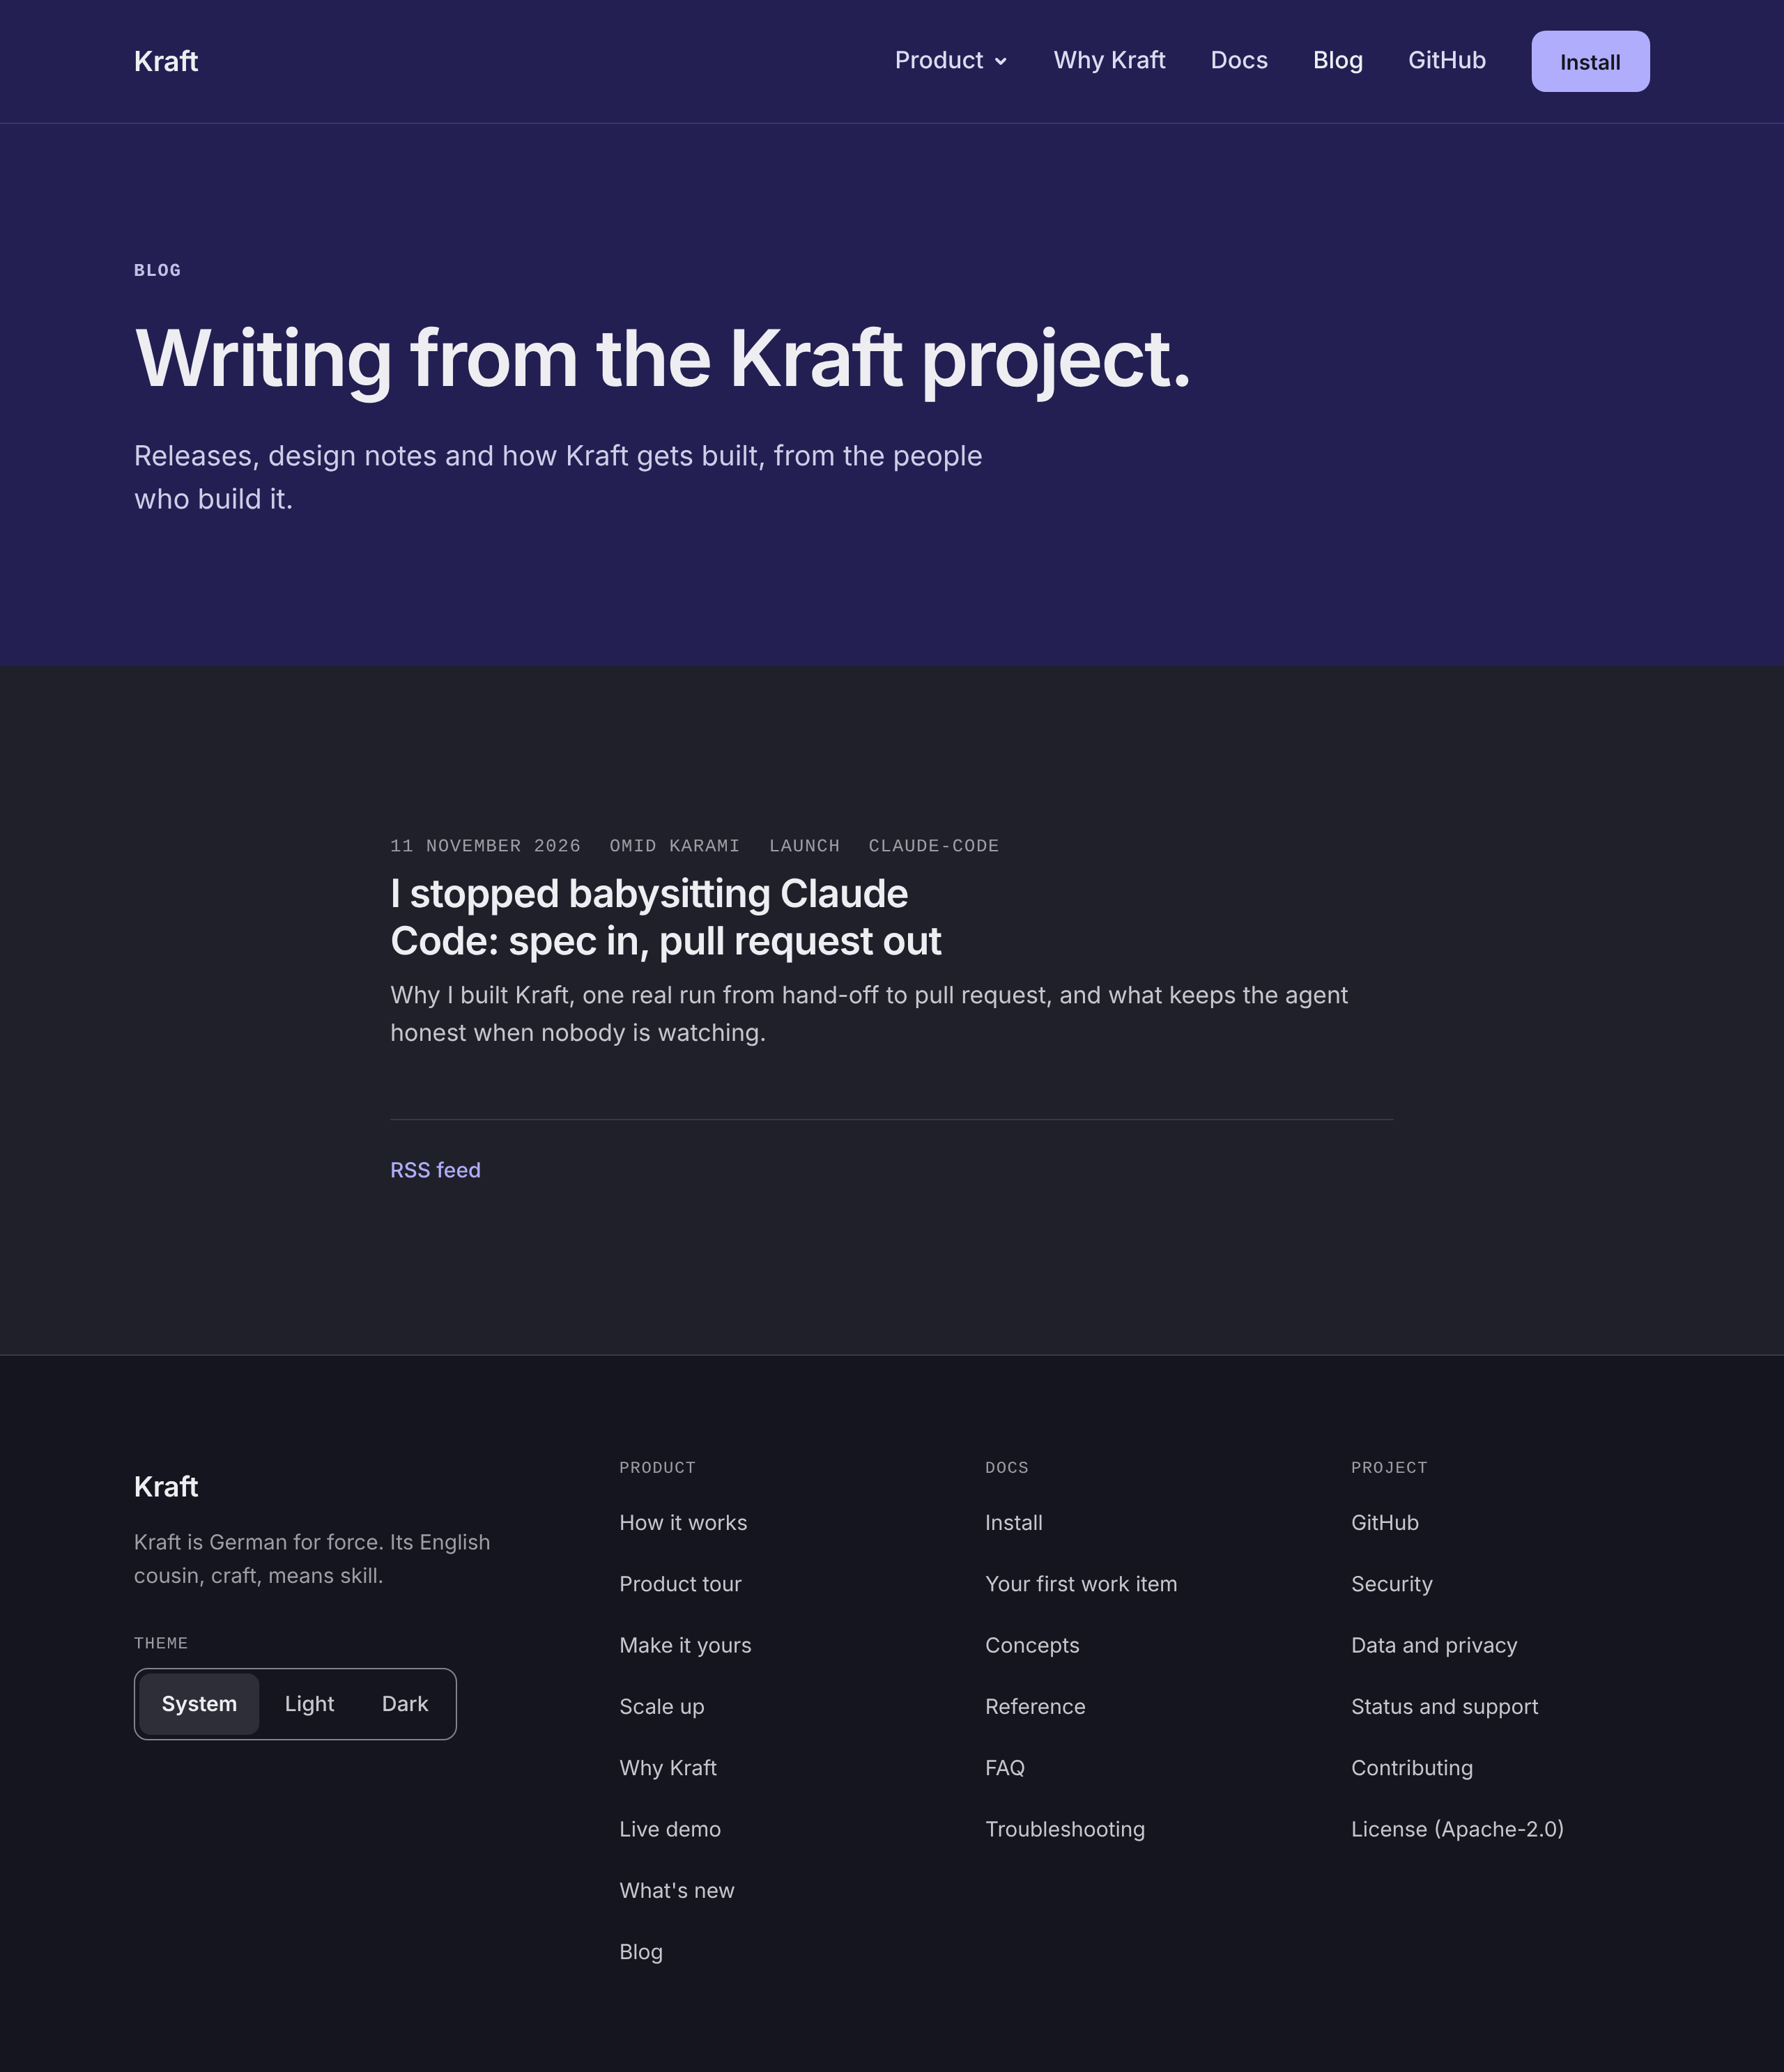 Kraft
Product
Why Kraft
Docs
Blog
GitHub
Install
BLOG
Writing from the Kraft project.
Releases, design notes and how Kraft gets built, from the people
who build it.
11 NOVEMBER 2026 OMID KARAMI LAUNCH CLAUDE-CODE
I stopped babysitting Claude
Code: spec in, pull request out
Why I built Kraft, one real run from hand-off to pull request, and what keeps the agent
honest when nobody is watching.
RSS feed
Kraft
Kraft is German for force. Its English
cousin, craft, means skill.
THEME
System Light Dark
PRODUCT
How it works
Product tour
Make it yours
Scale up
Why Kraft
Live demo
What's new
Blog
DOCS
Install
Your first work item
Concepts
Reference
FAQ
Troubleshooting
PROJECT
GitHub
Security
Data and privacy
Status and support
Contributing
License (Apache-2.0)